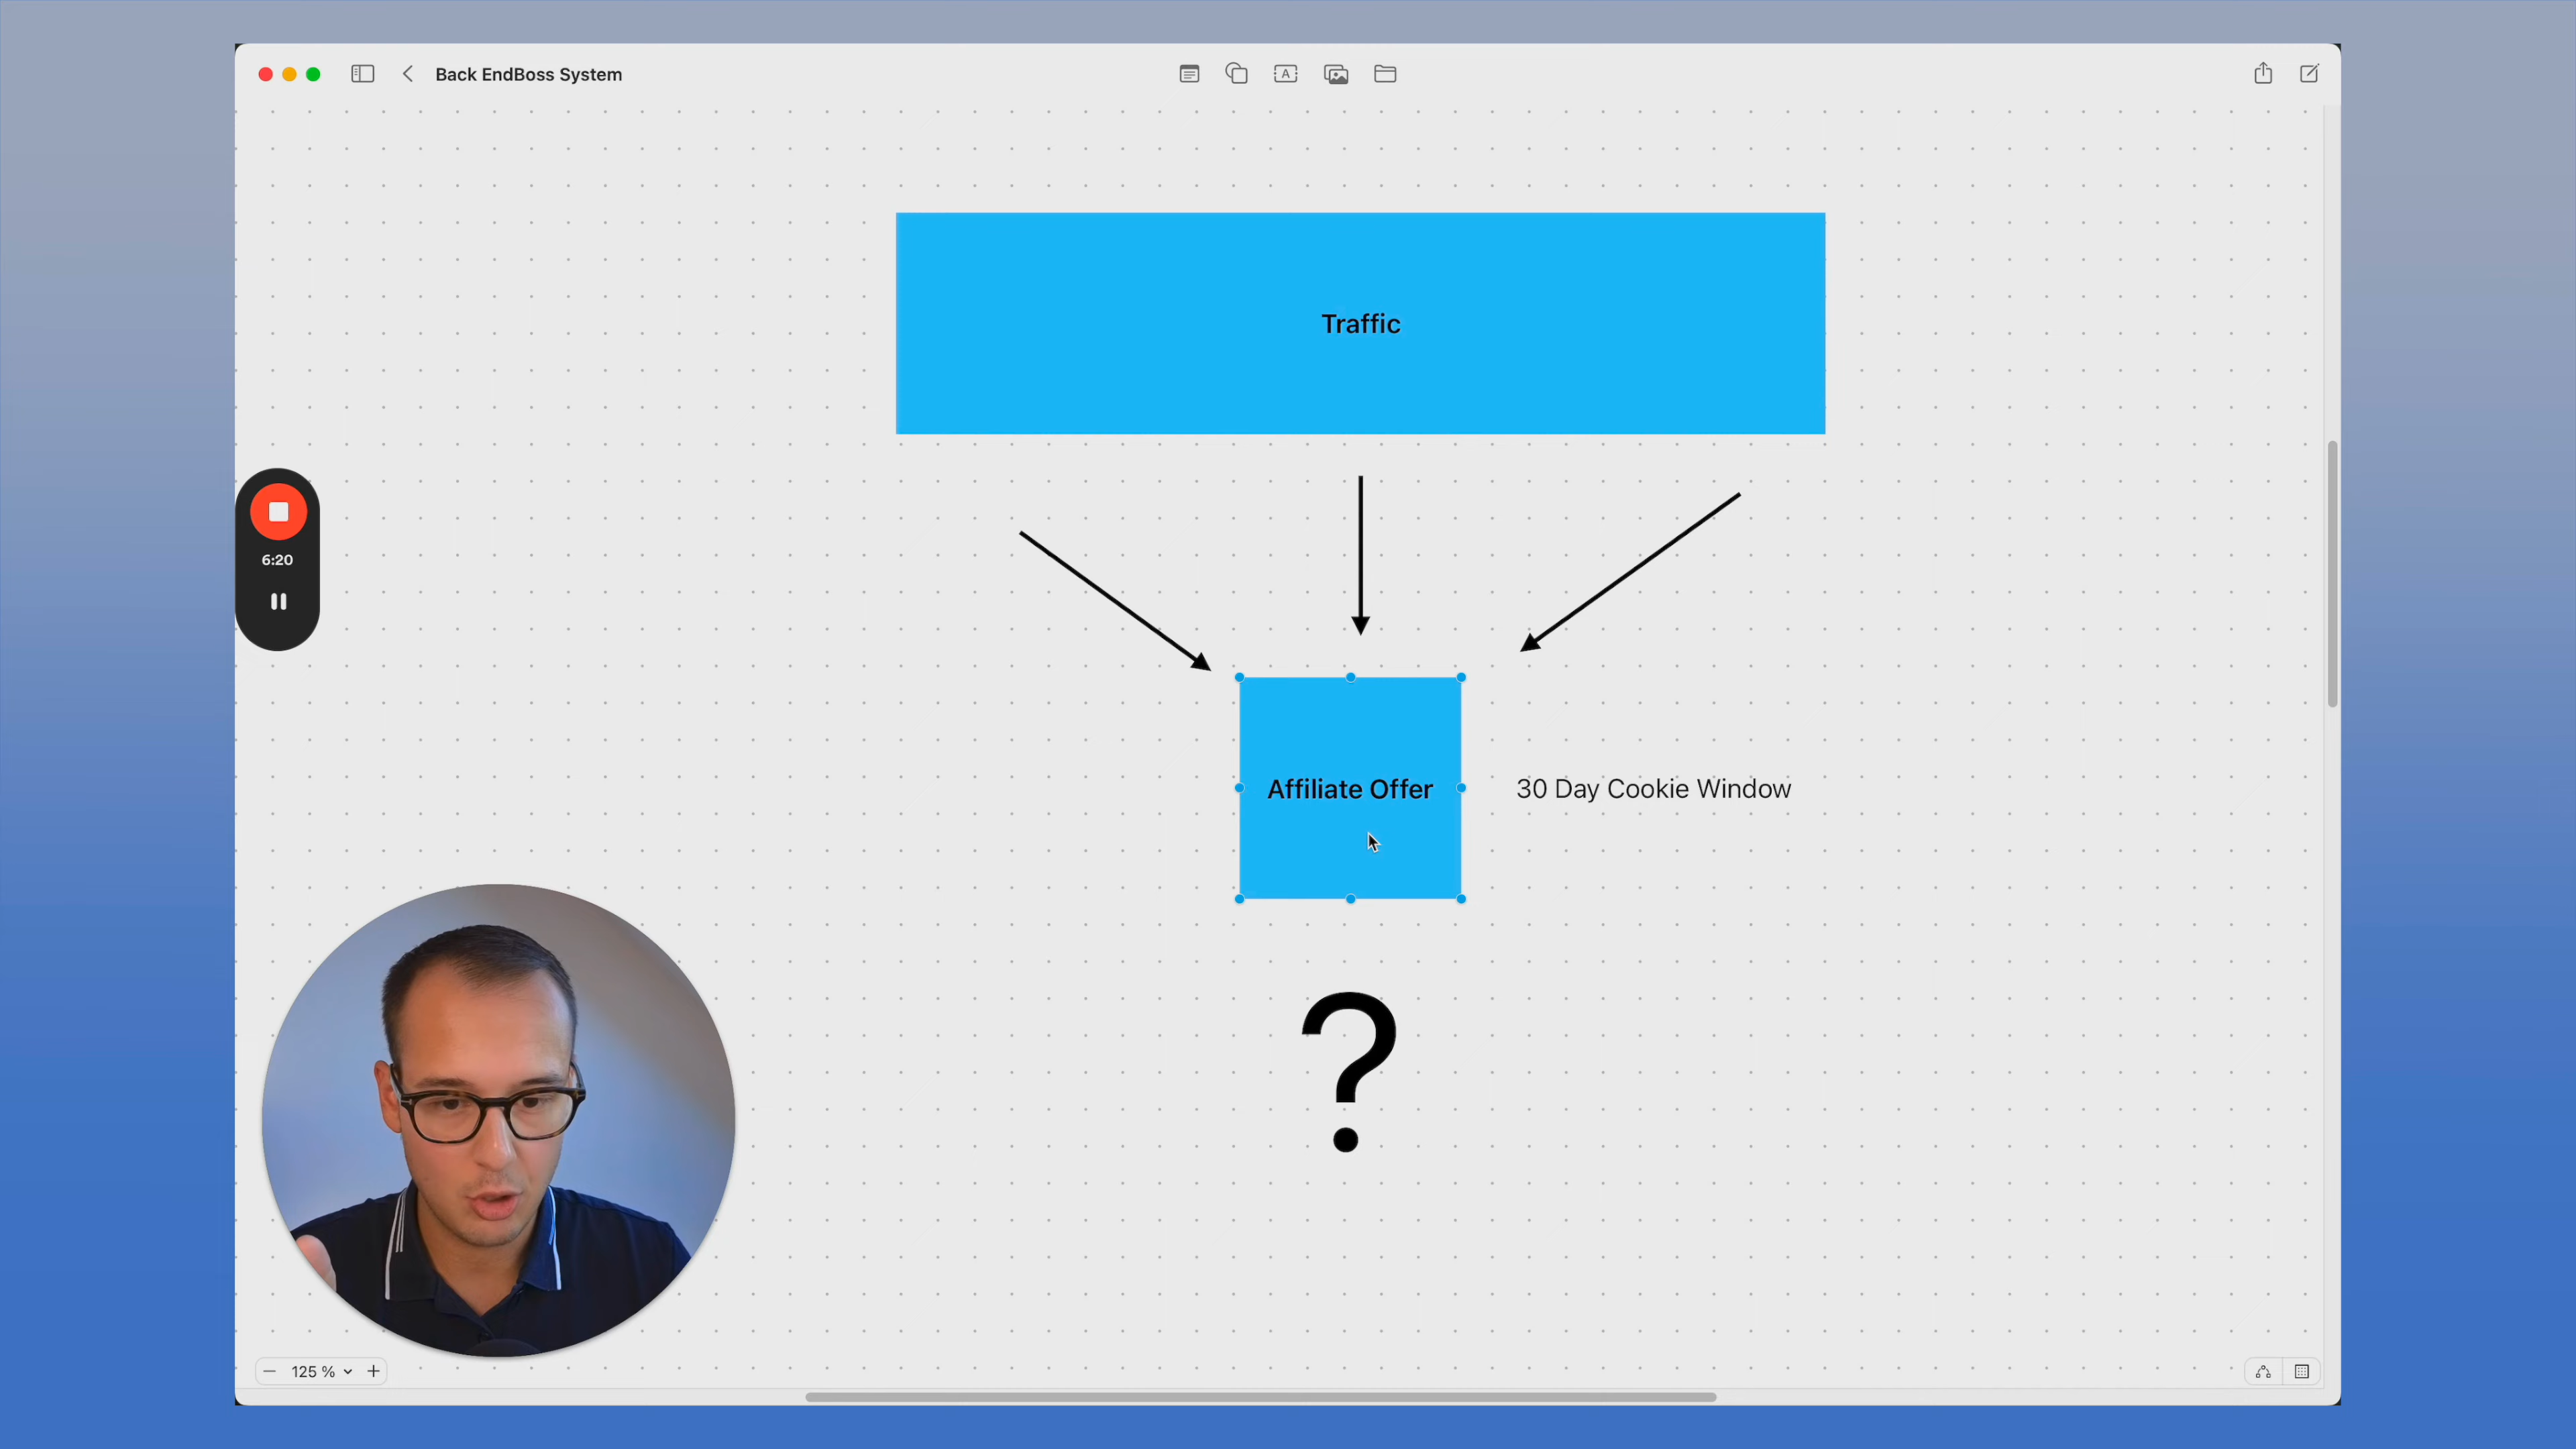 Back EndBoss System
Traffic
6:20
Affiliate Offer
30 Day Cookie Window
?
125 %